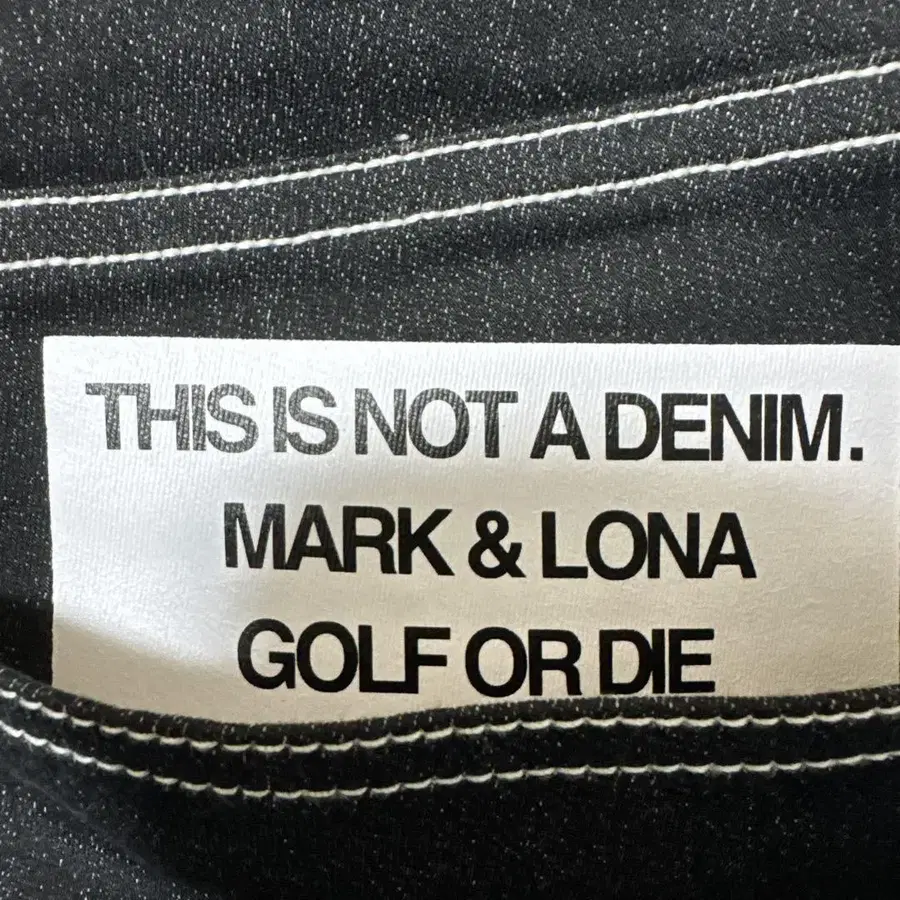 THIS IS NOT A DENIM.
MARK & LONA
GOLF OR DIE